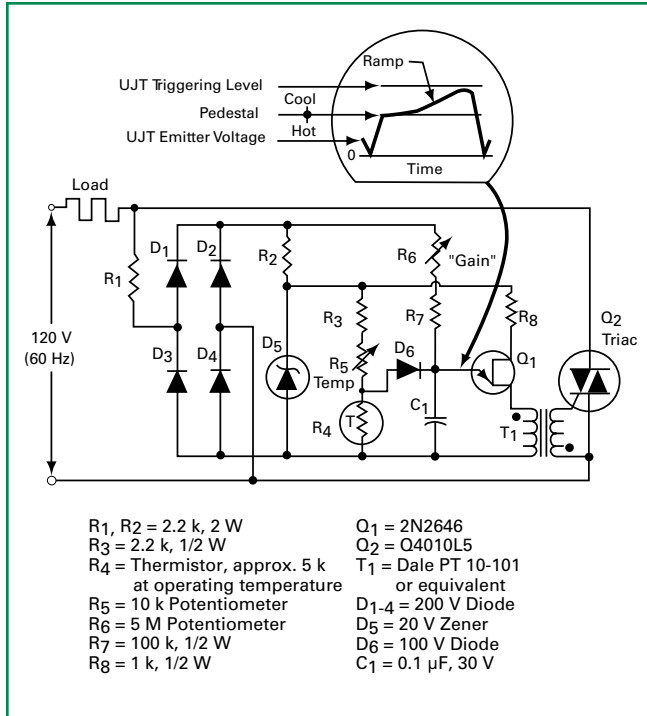 Ramp
UJT Triggering Level
Cool
Pedestal
Hot
UJT Emitter Voltage
0
Time
Load
D1 D2
R1
R2
R6 "Gain"
R3
R7
R8
Q2
Triac
120 V
(60 Hz)
D3 D4
D5
R5
Temp
D6
Q1
R4 T
C1
T1
R1, R2 = 2.2 k, 2 W
R3 = 2.2 k, 1/2 W
R4 = Thermistor, approx. 5 k
at operating temperature
R5 = 10 k Potentiometer
R6 = 5 M Potentiometer
R7 = 100 k, 1/2 W
R8 = 1 k, 1/2 W
Q1 = 2N2646
Q2 = Q4010L5
T1 = Dale PT 10-101
or equivalent
D1-4 = 200 V Diode
D5 = 20 V Zener
D6 = 100 V Diode
C1 = 0.1 µF, 30 V